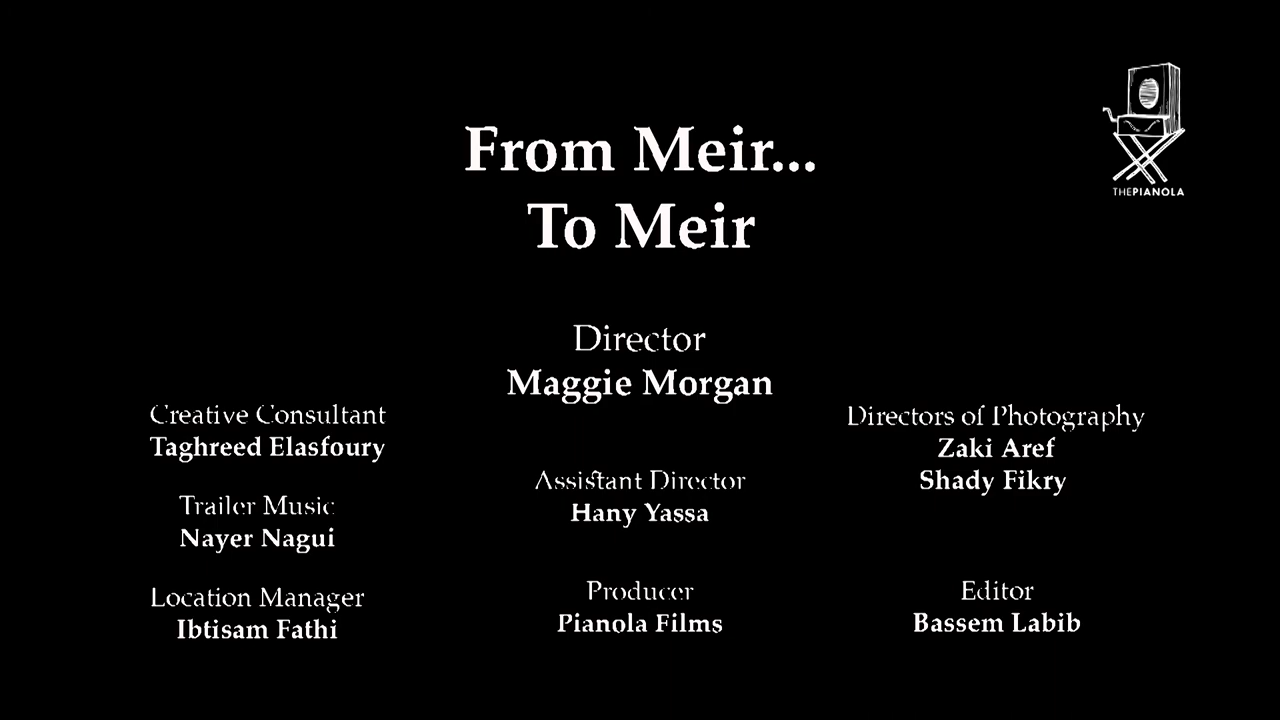 From Meir...
To Meir
THEPIANOLA
Director
Maggie Morgan
Creative Consultant
Taghreed Elasfoury
Trailer Music
Nayer Nagui
Location Manager
Ibtisam Fathi
Assistant Director
Hany Yassa
Producer
Pianola Films
Directors of Photography
Zaki Aref
Shady Fikry
Editor
Bassem Labib